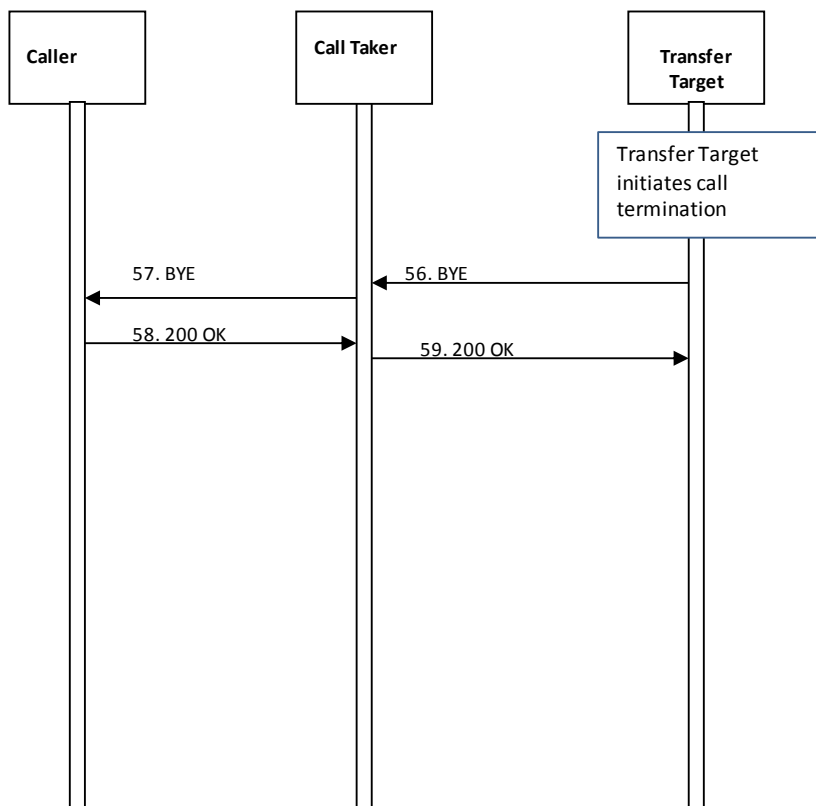 Caller
Call Taker
Transfer
Target
Transfer Target
initiates call
termination
57. BYE
56. BYE
58. 200 OK
59. 200 OK